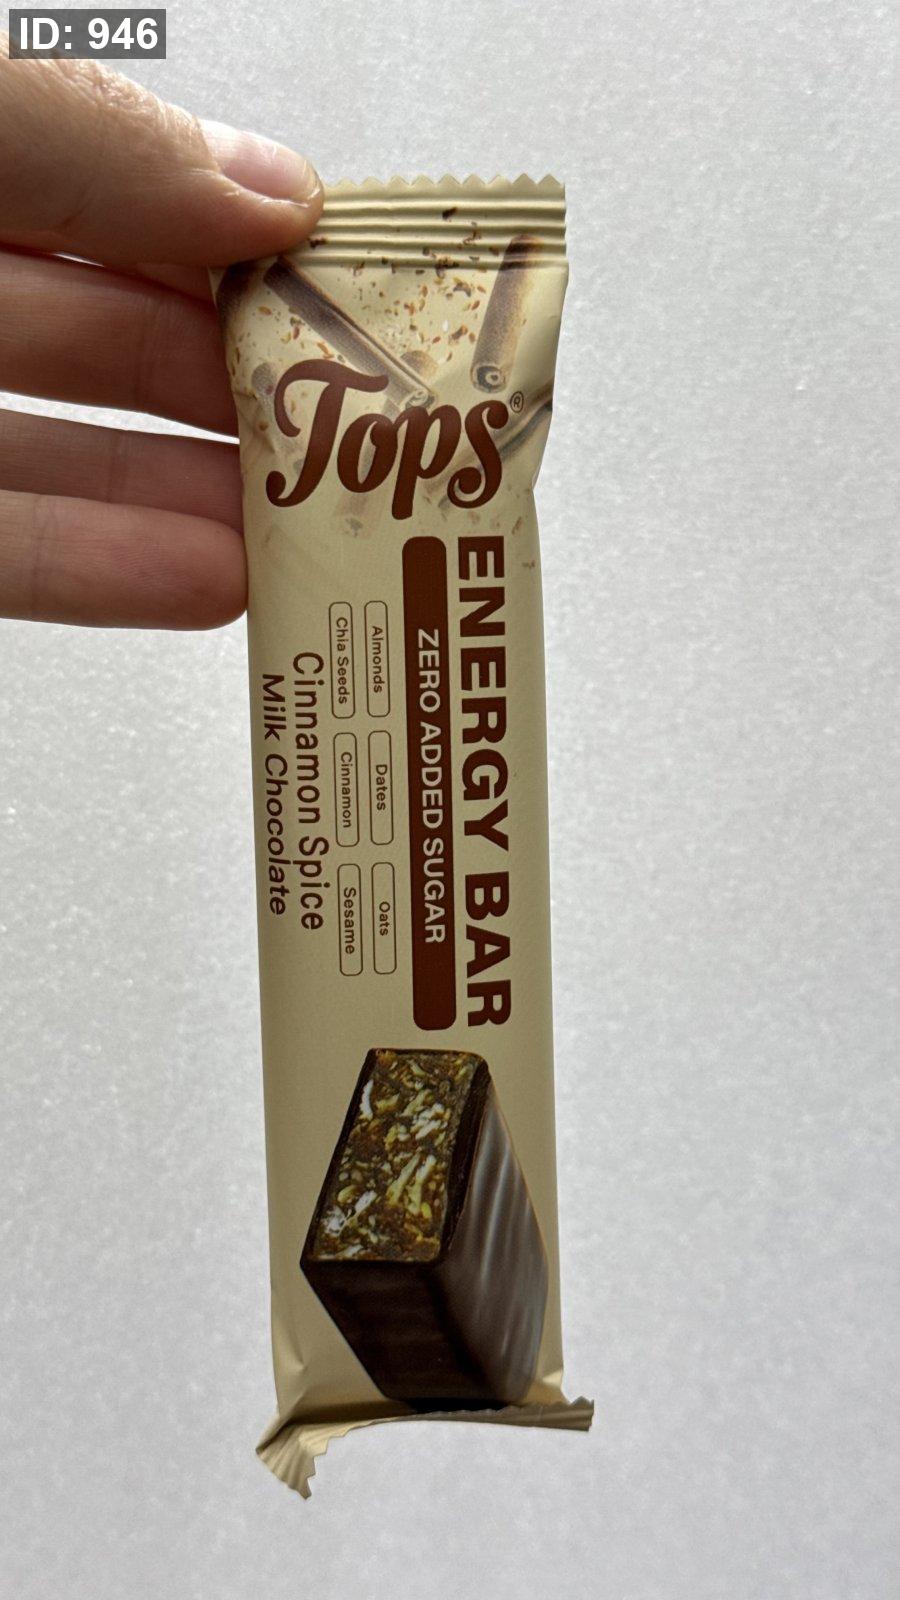 ID: 946
Tops®
ENERGY BAR
ZERO ADDED SUGAR
Almonds
Dates
Oats
Chia Seeds
Cinnamon
Sesame
Cinnamon Spice
Milk Chocolate